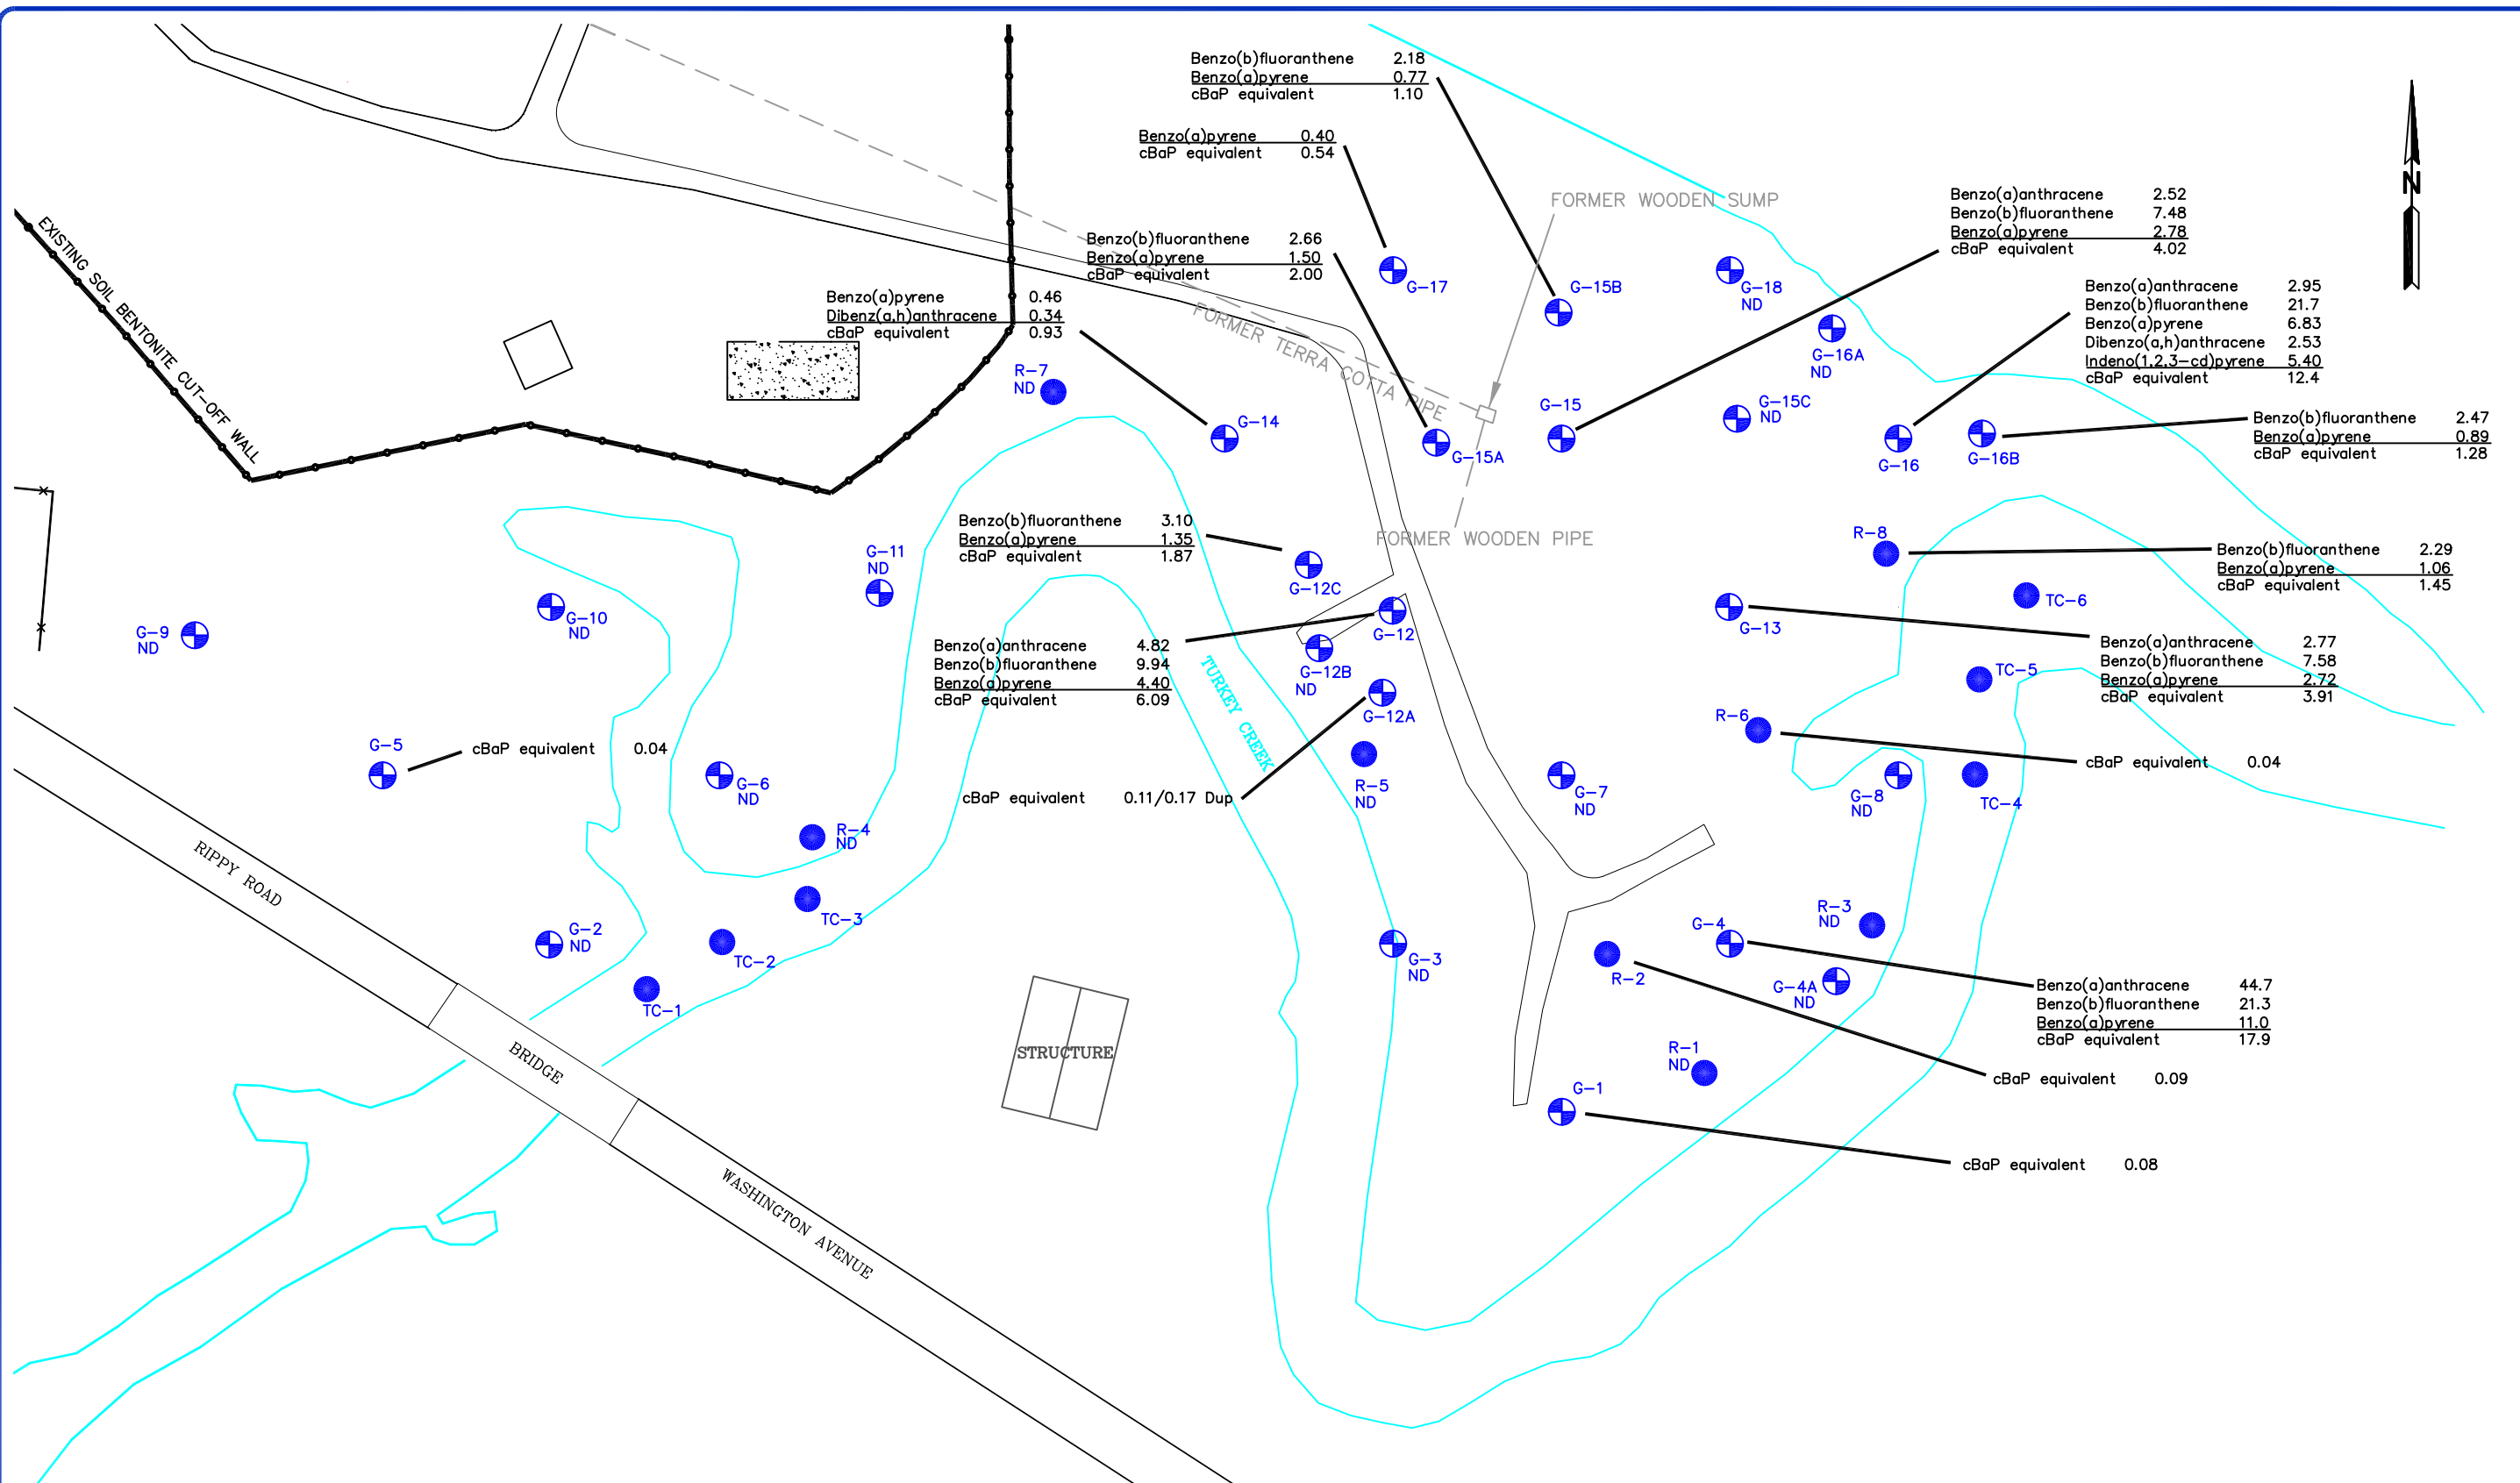 Benzo(b)fluoranthene 2.18
Benzo(a)pyrene 0.77
cBaP equivalent 1.10
Benzo(a)pyrene 0.40
cBaP equivalent 0.54
FORMER WOODEN SUMP
Benzo(a)anthracene 2.52
Benzo(b)fluoranthene 7.48
Benzo(a)pyrene 2.78
cBaP equivalent 4.02
N
EXISTING SOIL BENTONITE CUT-OFF WALL
Benzo(b)fluoranthene 2.66
Benzo(a)pyrene 1.50
cBaP equivalent 2.00
G-17
G-15B
G-18
ND
Benzo(a)anthracene 2.95
Benzo(b)fluoranthene 21.7
Benzo(a)pyrene 6.83
Dibenz(a,h)anthracene 2.53
Indeno(1,2,3-cd)pyrene 5.40
cBaP equivalent 12.4
Benzo(a)pyrene 0.46
Dibenz(a,h)anthracene 0.34
cBaP equivalent 0.93
FORMER TERRA COTTA PIPE
G-16A
ND
R-7
ND
G-14
G-15A
G-15
G-15C
ND
G-16
G-16B
Benzo(b)fluoranthene 2.47
Benzo(a)pyrene 0.89
cBaP equivalent 1.28
Benzo(b)fluoranthene 3.10
Benzo(a)pyrene 1.35
cBaP equivalent 1.87
FORMER WOODEN PIPE
R-8
Benzo(b)fluoranthene 2.29
Benzo(a)pyrene 1.06
cBaP equivalent 1.45
G-11
ND
G-12C
TC-6
G-9
ND
G-10
ND
G-12
G-13
Benzo(a)anthracene 4.82
Benzo(b)fluoranthene 9.94
Benzo(a)pyrene 4.40
cBaP equivalent 6.09
TURKEY CREEK
G-12B
ND
TC-5
Benzo(a)anthracene 2.77
Benzo(b)fluoranthene 7.58
Benzo(a)pyrene 2.72
cBaP equivalent 3.91
G-12A
R-6
G-5
cBaP equivalent 0.04
cBaP equivalent 0.04
G-6
ND
cBaP equivalent 0.11/0.17 Dup
R-5
ND
G-7
ND
G-8
ND
TC-4
R-4
ND
RIPPY ROAD
TC-3
G-2
ND
TC-2
TC-1
G-3
ND
R-2
G-4
R-3
ND
G-4A
ND
Benzo(a)anthracene 44.7
Benzo(b)fluoranthene 21.3
Benzo(a)pyrene 11.0
cBaP equivalent 17.9
BRIDGE
STRUCTURE
R-1
ND
cBaP equivalent 0.09
G-1
cBaP equivalent 0.08
WASHINGTON AVENUE